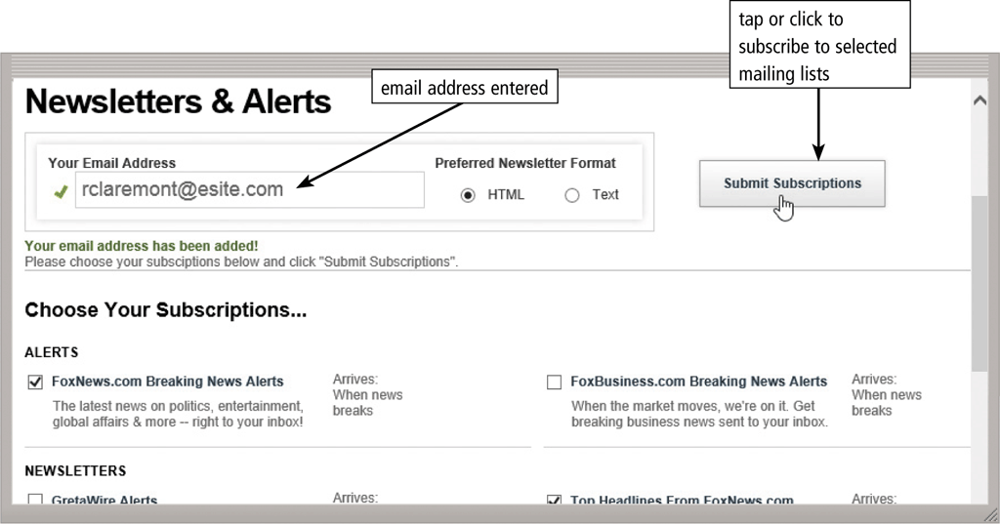 tap or click to
subscribe to selected
mailing lists
email address entered
Newsletters & Alerts
Your Email Address
Preferred Newsletter Format
rclaremont@esite.com
HTML
Text
Submit Subscriptions
Your email address has been added!
Please choose your subsciptions below and click "Submit Subscriptions".
Choose Your Subscriptions...
ALERTS
FoxNews.com Breaking News Alerts
The latest news on politics, entertainment,
global affairs & more -- right to your inbox!
Arrives:
When news
breaks
FoxBusiness.com Breaking News Alerts
When the market moves, we're on it. Get
breaking business news sent to your inbox.
Arrives:
When news
breaks
NEWSLETTERS
GretaWire Alerts
Arrives:
Top Headlines From FoxNews.com
Arrives: